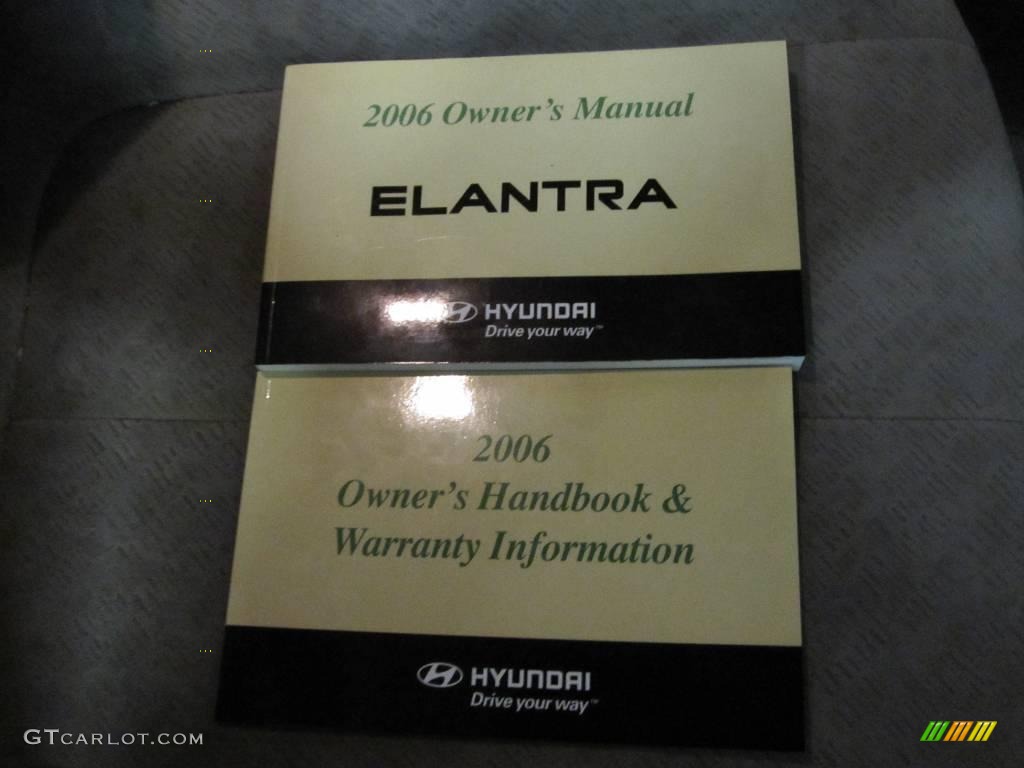 2006 Owner's Manual
ELANTRA
HYUNDAI
Drive your way™
2006
Owner's Handbook &
Warranty Information
HYUNDAI
Drive your way™
GTCARLOT.COM